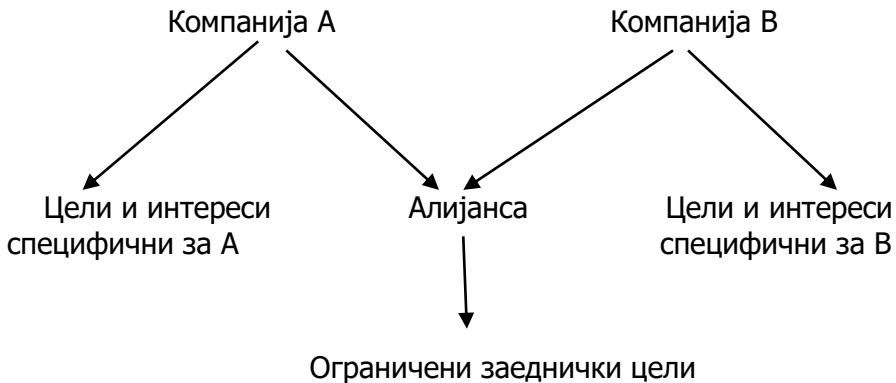 Компанија А
Компанија В
Цели и интереси
специфични за А
Алијанса
Цели и интереси
специфични за В
Ограничени заеднички цели